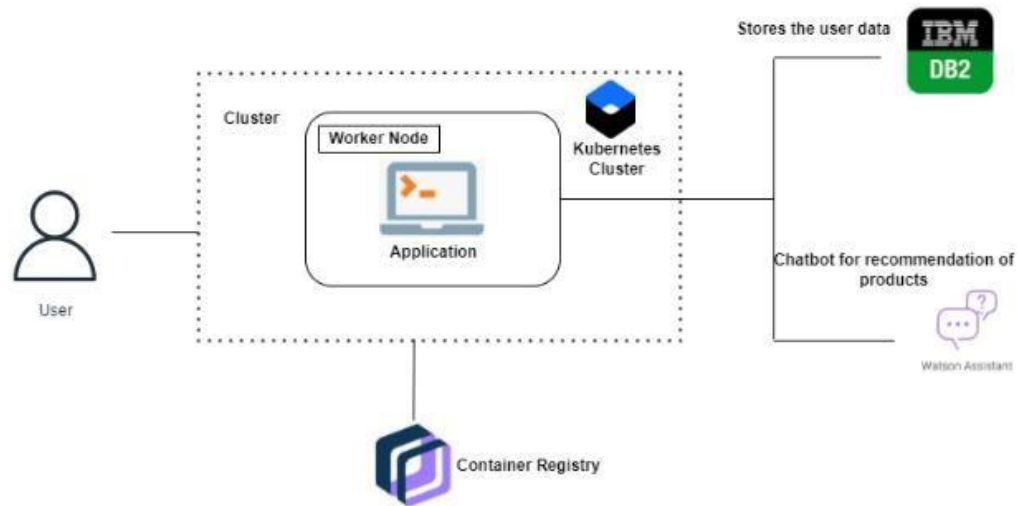 Stores the user data
IBM
DB2
Cluster
Worker Node
Kubernetes
Cluster
Application
User
Chatbot for recommendation of
products
?
Watson Assistant
Container Registry